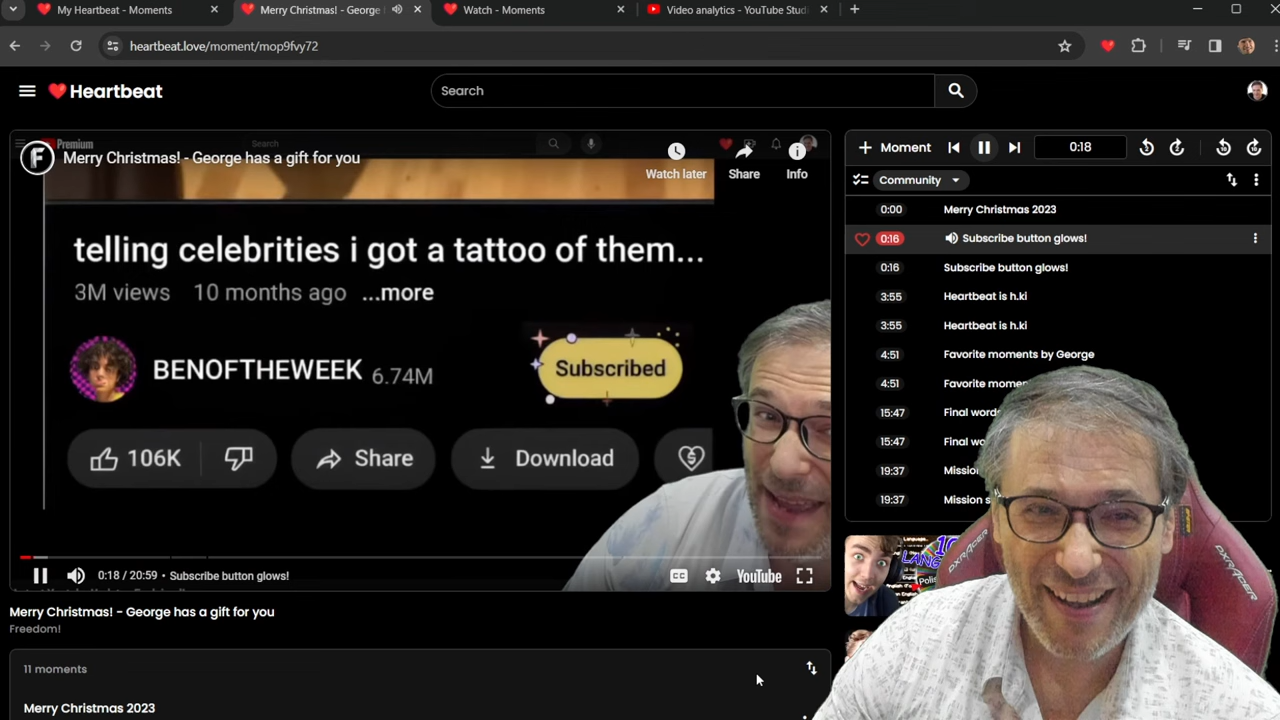 My Heartbeat - Moments
Merry Christmas! - George
Watch - Moments
Video analytics - YouTube Stud
heartbeat.love/moment/mop9fvy72
Heartbeat
Search
Premium
Search
F
Merry Christmas! - George has a gift for you
Watch later
Share
Info
telling celebrities i got a tattoo of them...
3M views 10 months ago ...more
BENOFTHEWEEK 6.74M
Subscribed
106K
Share
Download
0:18 / 20:59 • Subscribe button glows!
CC
YouTube
Merry Christmas! - George has a gift for you
Freedom!
11 moments
Merry Christmas 2023
Moment
0:18
Community
0:00 Merry Christmas 2023
0:16 Subscribe button glows!
0:16 Subscribe button glows!
3:55 Heartbeat is h.ki
3:55 Heartbeat is h.ki
4:51 Favorite moments by George
4:51 Favorite
15:47 Final
15:47 Final
19:37 Mission
19:37 Mission
Polis
DXRACER
DXRACER